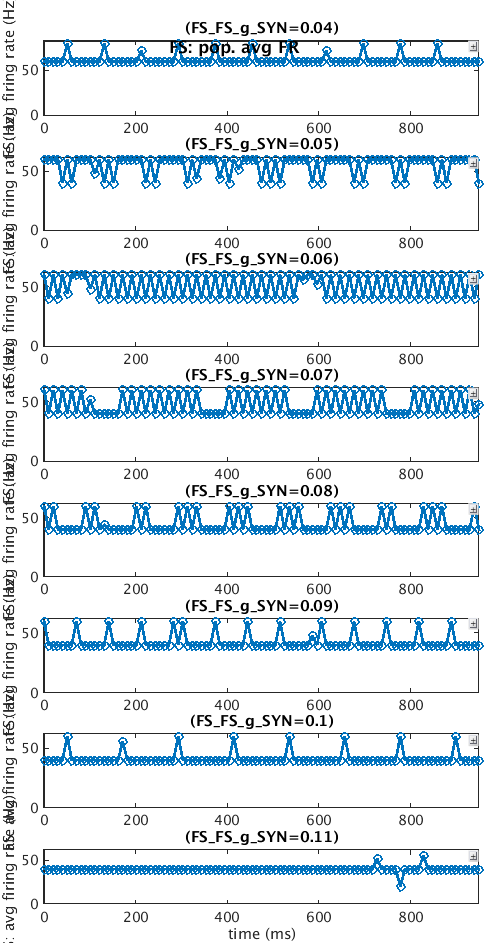 (FS_FS_g_SYN=0.04)
FS: pop. avg FR
50
0
0 200 400 600 800
(FS_FS_g_SYN=0.05)
50
0
0 200 400 600 800
(FS_FS_g_SYN=0.06)
50
0
0 200 400 600 800
(FS_FS_g_SYN=0.07)
50
0
0 200 400 600 800
(FS_FS_g_SYN=0.08)
50
0
0 200 400 600 800
(FS_FS_g_SYN=0.09)
50
0
0 200 400 600 800
(FS_FS_g_SYN=0.1)
50
0
0 200 400 600 800
(FS_FS_g_SYN=0.11)
50
0
0 200 400 600 800
time (ms)
avg firing rate (Hz)